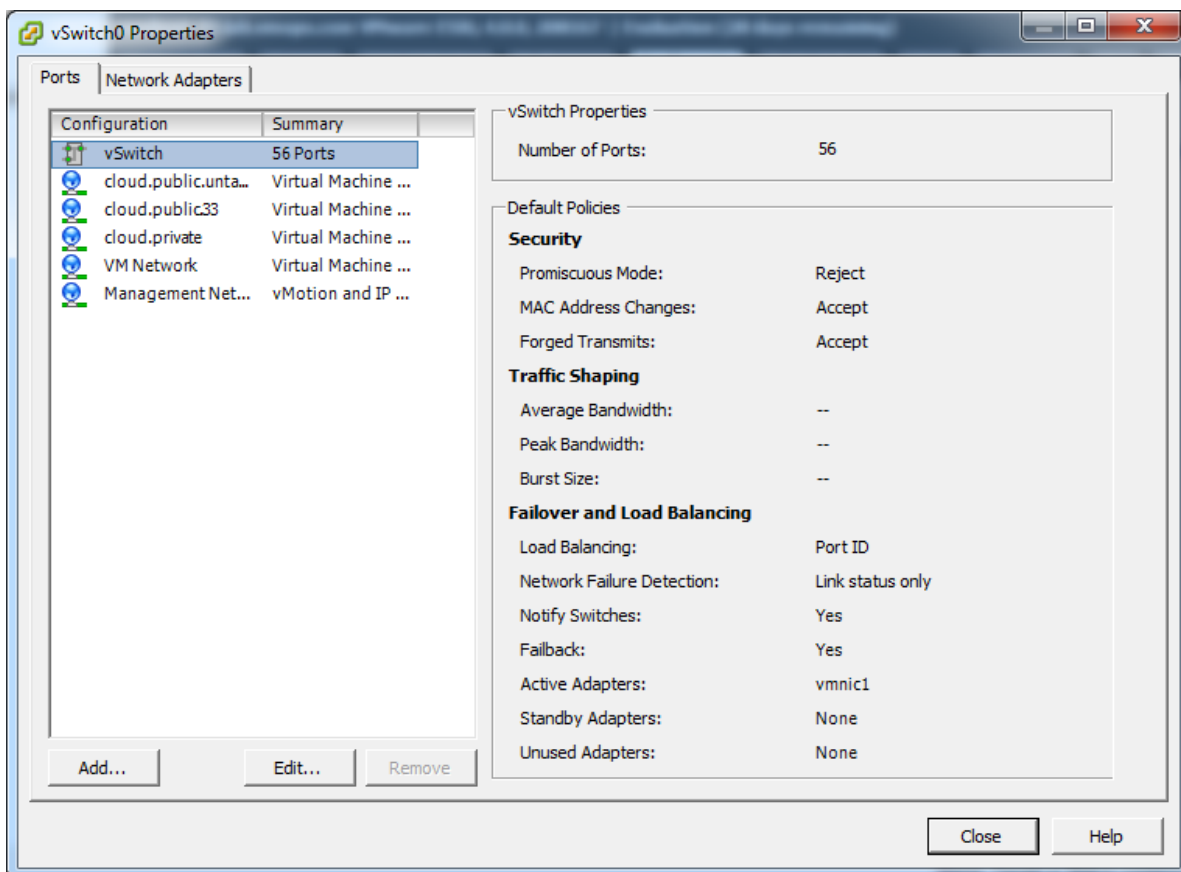 vSwitch0 Properties
Ports
Network Adapters
Configuration Summary
vSwitch 56 Ports
cloud.public.unta... Virtual Machine ...
cloud.public.33 Virtual Machine ...
cloud.private Virtual Machine ...
VM Network Virtual Machine ...
Management Net... vMotion and IP ...
Add... Edit... Remove
vSwitch Properties
Number of Ports: 56
Default Policies
Security
Promiscuous Mode: Reject
MAC Address Changes: Accept
Forged Transmits: Accept
Traffic Shaping
Average Bandwidth: --
Peak Bandwidth: --
Burst Size: --
Failover and Load Balancing
Load Balancing: Port ID
Network Failure Detection: Link status only
Notify Switches: Yes
Failback: Yes
Active Adapters: vmnic1
Standby Adapters: None
Unused Adapters: None
Close Help